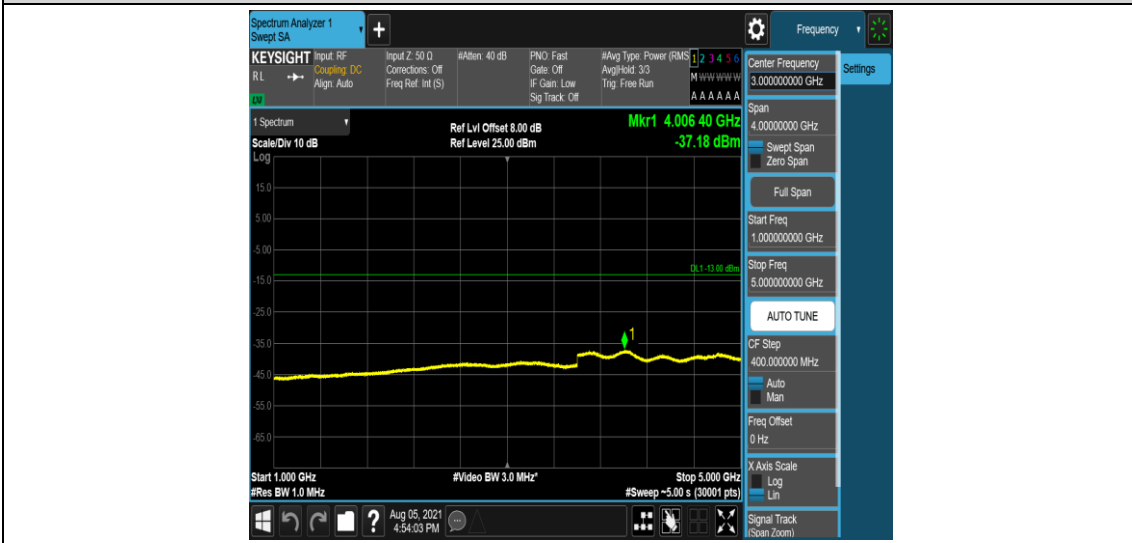 Spectrum Analyzer 1
Swept SA
+
Frequency
KEYSIGHT
Input: RF
Coupling: DC
Align: Auto
Input Z: 50 Ω
Corrections: Off
Freq Ref: Int (S)
#Atten: 40 dB
PNO: Fast
Gate: Off
IF Gain: Low
Sig Track: Off
#Avg Type: Power (RMS
Avg|Hold: 3/3
Trig: Free Run
1 2 3 4 5 6
M W W W W W
A A A A A A
RL
LXI
1 Spectrum
Scale/Div 10 dB
Log
Ref Lvl Offset 8.00 dB
Ref Level 25.00 dBm
Mkr1 4.006 40 GHz
-37.18 dBm
15.0
5.00
-5.00
DL1 -13.00 dBm
-15.0
-25.0
1
-35.0
-45.0
-55.0
-65.0
Start 1.000 GHz
#Res BW 1.0 MHz
#Video BW 3.0 MHz*
Stop 5.000 GHz
#Sweep ~5.00 s (30001 pts)
?
Aug 05, 2021
4:54:03 PM
Center Frequency
3.000000000 GHz
Settings
Span
4.00000000 GHz
Swept Span
Zero Span
Full Span
Start Freq
1.000000000 GHz
Stop Freq
5.000000000 GHz
AUTO TUNE
CF Step
400.000000 MHz
Auto
Man
Freq Offset
0 Hz
X Axis Scale
Log
Lin
Signal Track
(Span Zoom)